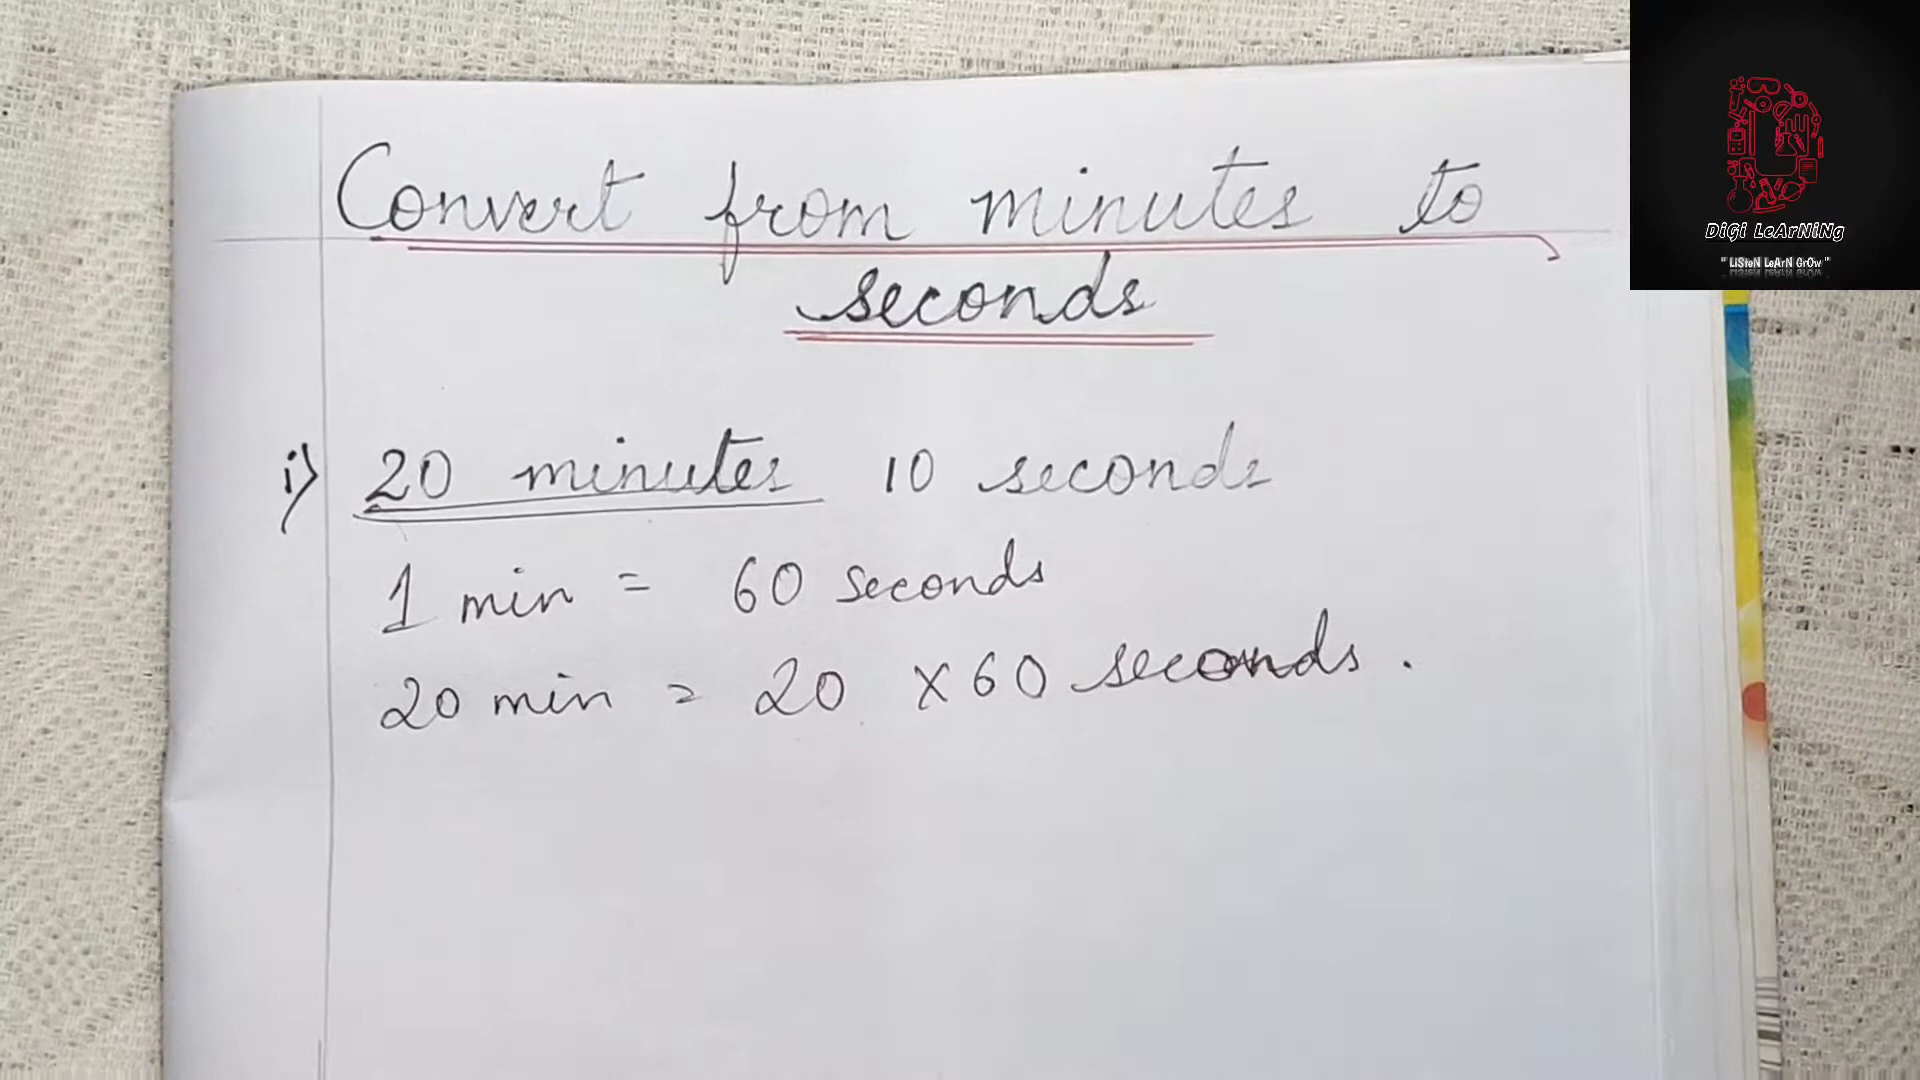 Convert from minutes to
seconds
i) 20 minutes 10 seconds
1 min = 60 seconds
20 min = 20 × 60 seconds.
DiGi LeArNiNg
" LISteN LeArN GrOw "